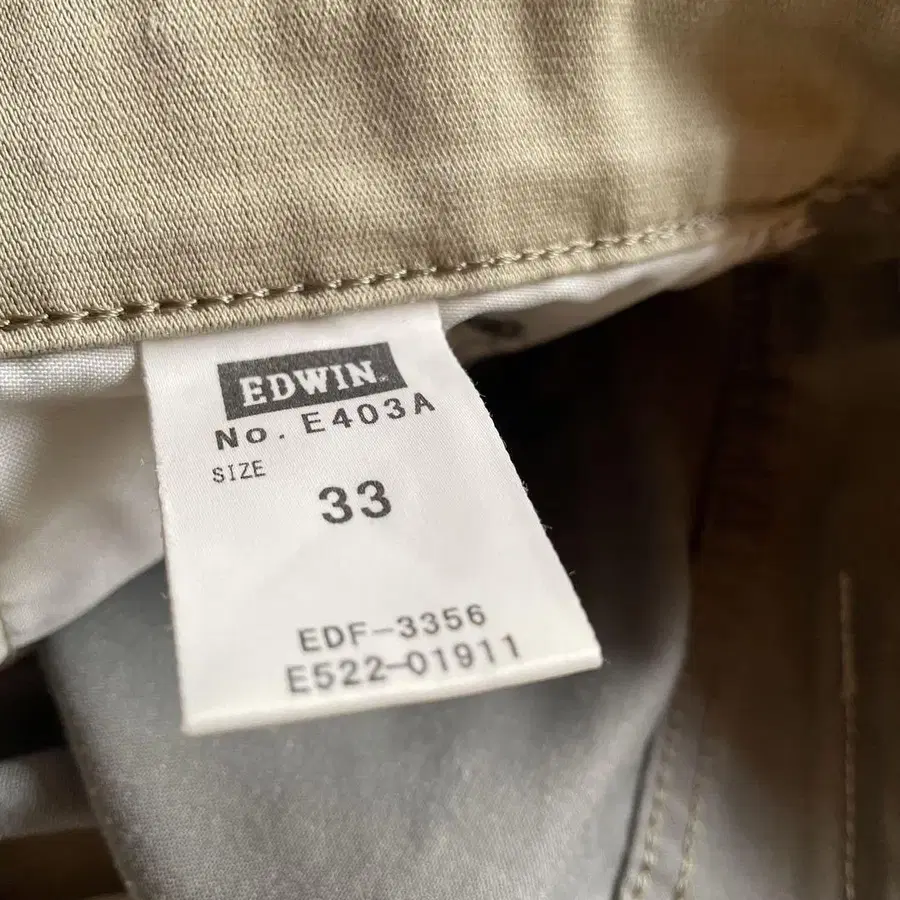 EDWIN
No. E403A
SIZE
33
EDF-3356
E522-01911